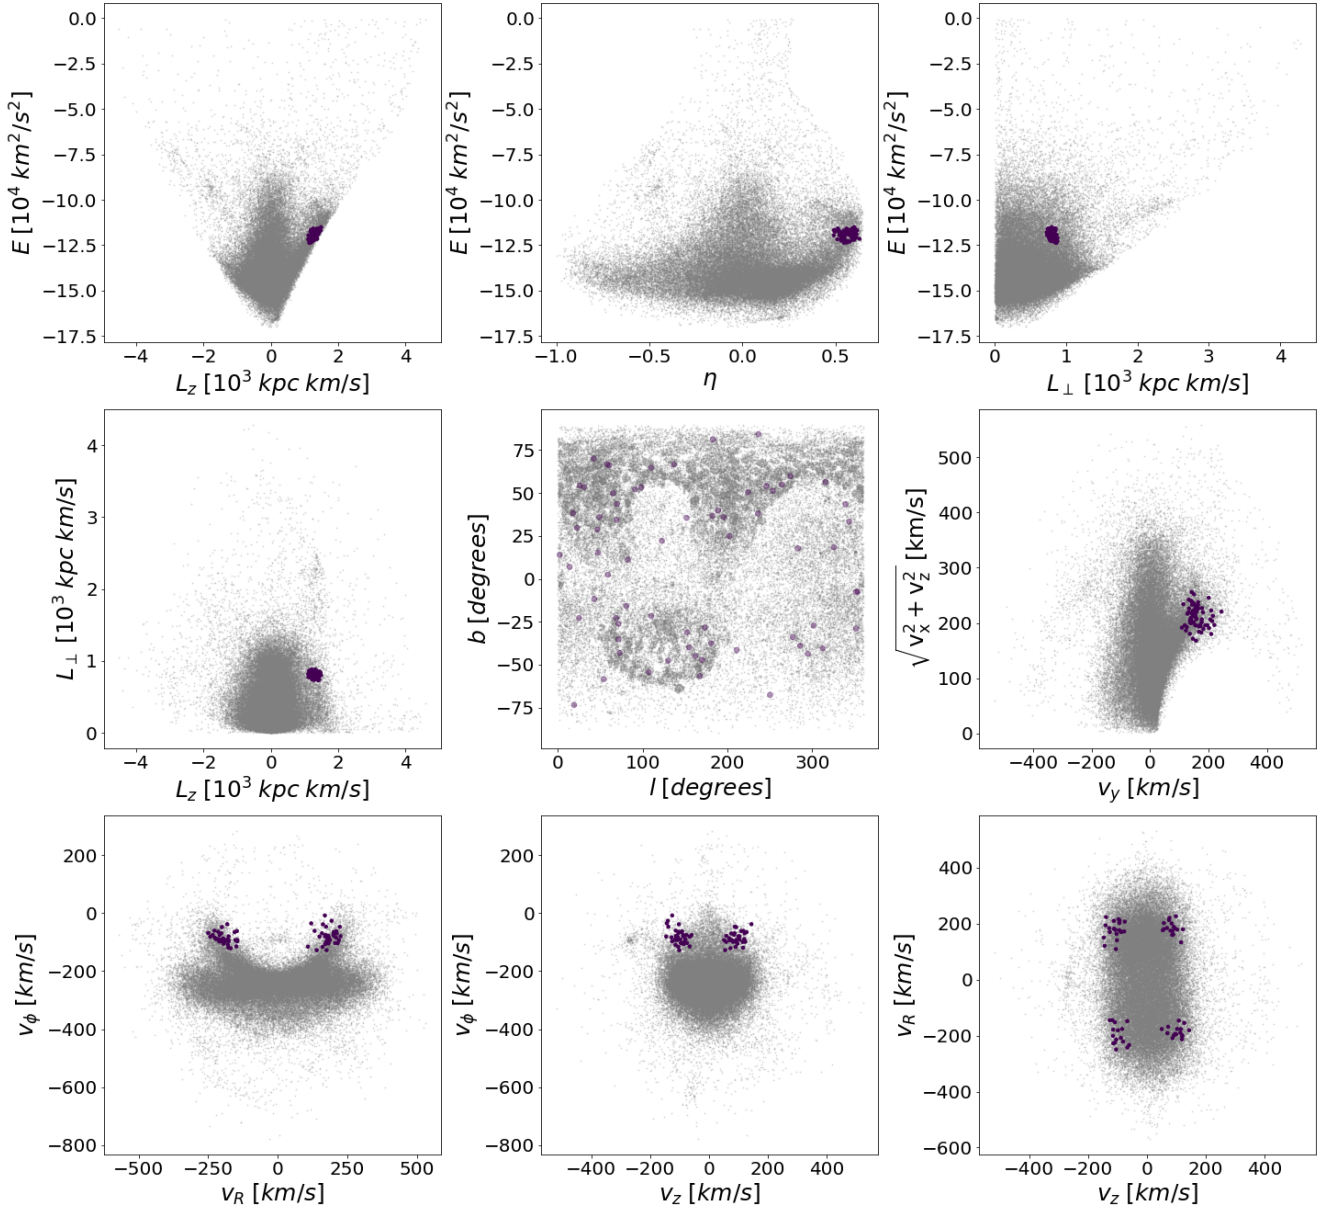 0.0
−2.5
−5.0
−7.5
−10.0
−12.5
−15.0
−17.5
E [10⁴ km²/s²]
−4 −2 0 2 4
L_z [10³ kpc km/s]
0.0
−2.5
−5.0
−7.5
−10.0
−12.5
−15.0
−17.5
E [10⁴ km²/s²]
−1.0 −0.5 0.0 0.5
η
0.0
−2.5
−5.0
−7.5
−10.0
−12.5
−15.0
−17.5
E [10⁴ km²/s²]
0 1 2 3 4
L_⊥ [10³ kpc km/s]
4
3
2
1
0
L_⊥ [10³ kpc km/s]
−4 −2 0 2 4
L_z [10³ kpc km/s]
75
50
25
0
−25
−50
−75
b [degrees]
0 100 200 300
l [degrees]
500
400
300
200
100
0
√v_x² + v_z² [km/s]
−400 −200 0 200 400
v_y [km/s]
200
0
−200
−400
−600
−800
v_ϕ [km/s]
−500 −250 0 250 500
v_R [km/s]
200
0
−200
−400
−600
−800
v_ϕ [km/s]
−400 −200 0 200 400
v_z [km/s]
400
200
0
−200
−400
−600
v_R [km/s]
−400 −200 0 200 400
v_z [km/s]